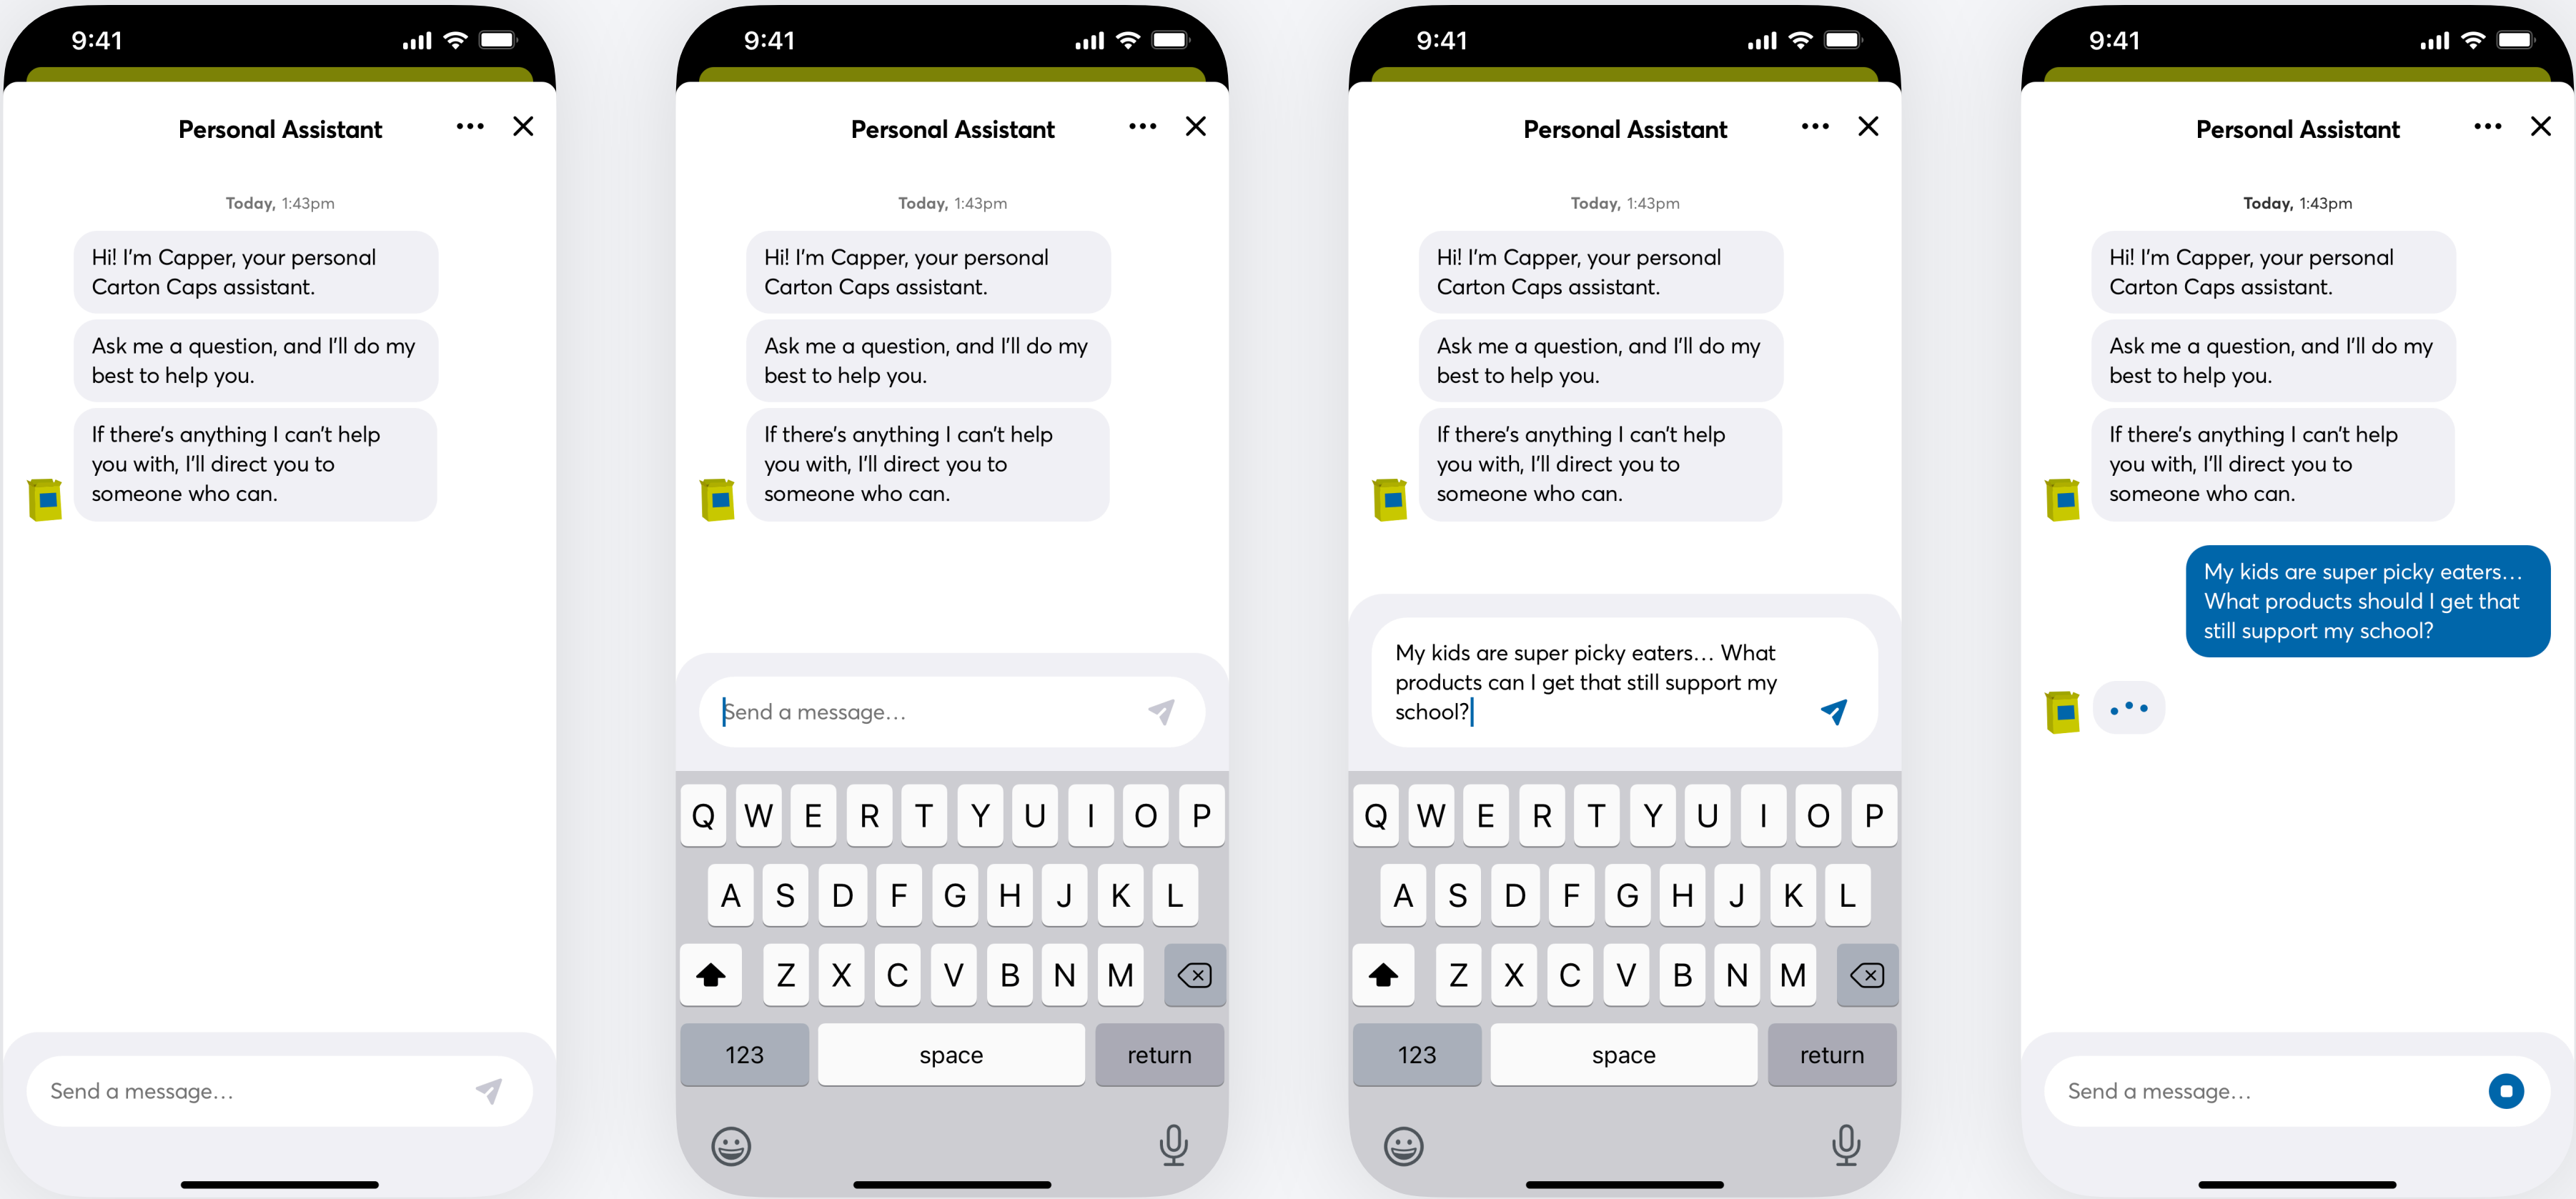 9:41
Personal Assistant
Today, 1:43pm
Hi! I'm Capper, your personal
Carton Caps assistant.
Ask me a question, and I'll do my
best to help you.
If there's anything I can't help
you with, I'll direct you to
someone who can.
Send a message...
9:41
Personal Assistant
Today, 1:43pm
Hi! I'm Capper, your personal
Carton Caps assistant.
Ask me a question, and I'll do my
best to help you.
If there's anything I can't help
you with, I'll direct you to
someone who can.
Send a message...
Q W E R T Y U I O P
A S D F G H J K L
Z X C V B N M
123 space return
9:41
Personal Assistant
Today, 1:43pm
Hi! I'm Capper, your personal
Carton Caps assistant.
Ask me a question, and I'll do my
best to help you.
If there's anything I can't help
you with, I'll direct you to
someone who can.
My kids are super picky eaters... What
products can I get that still support my
school?
Q W E R T Y U I O P
A S D F G H J K L
Z X C V B N M
123 space return
9:41
Personal Assistant
Today, 1:43pm
Hi! I'm Capper, your personal
Carton Caps assistant.
Ask me a question, and I'll do my
best to help you.
If there's anything I can't help
you with, I'll direct you to
someone who can.
My kids are super picky eaters...
What products should I get that
still support my school?
Send a message...